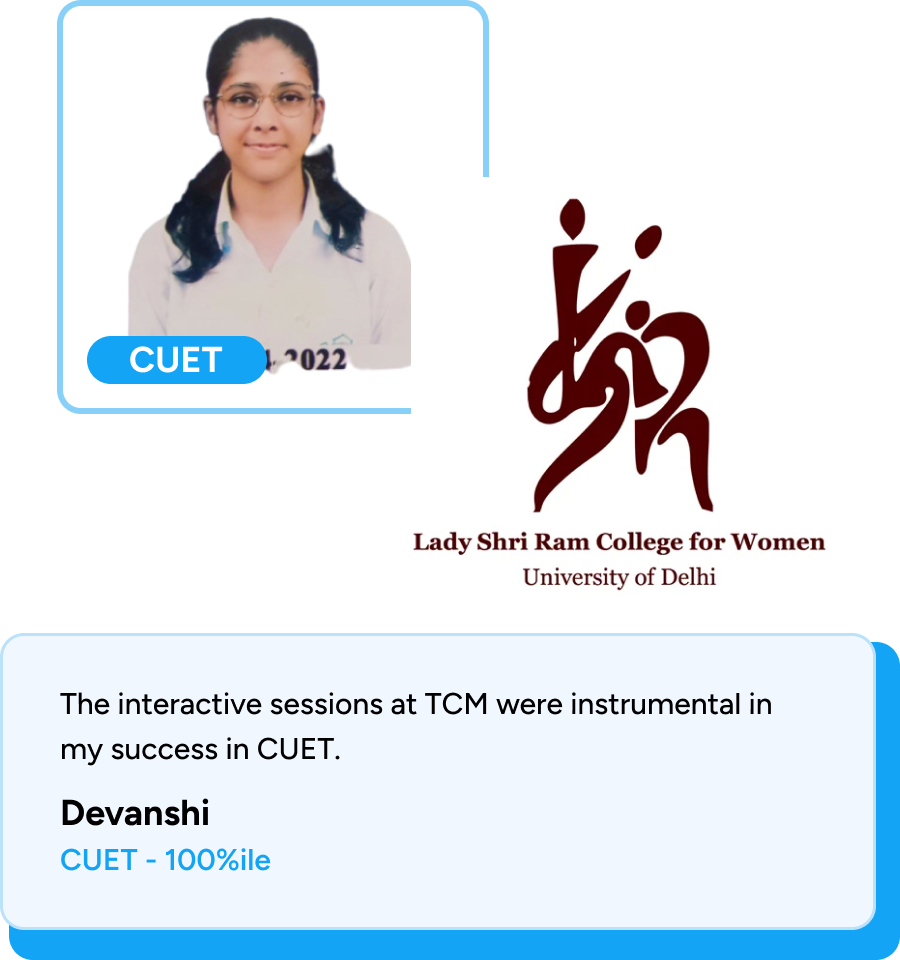 CUET
2022
Lady Shri Ram College for Women
University of Delhi
The interactive sessions at TCM were instrumental in
my success in CUET.
Devanshi
CUET - 100%ile